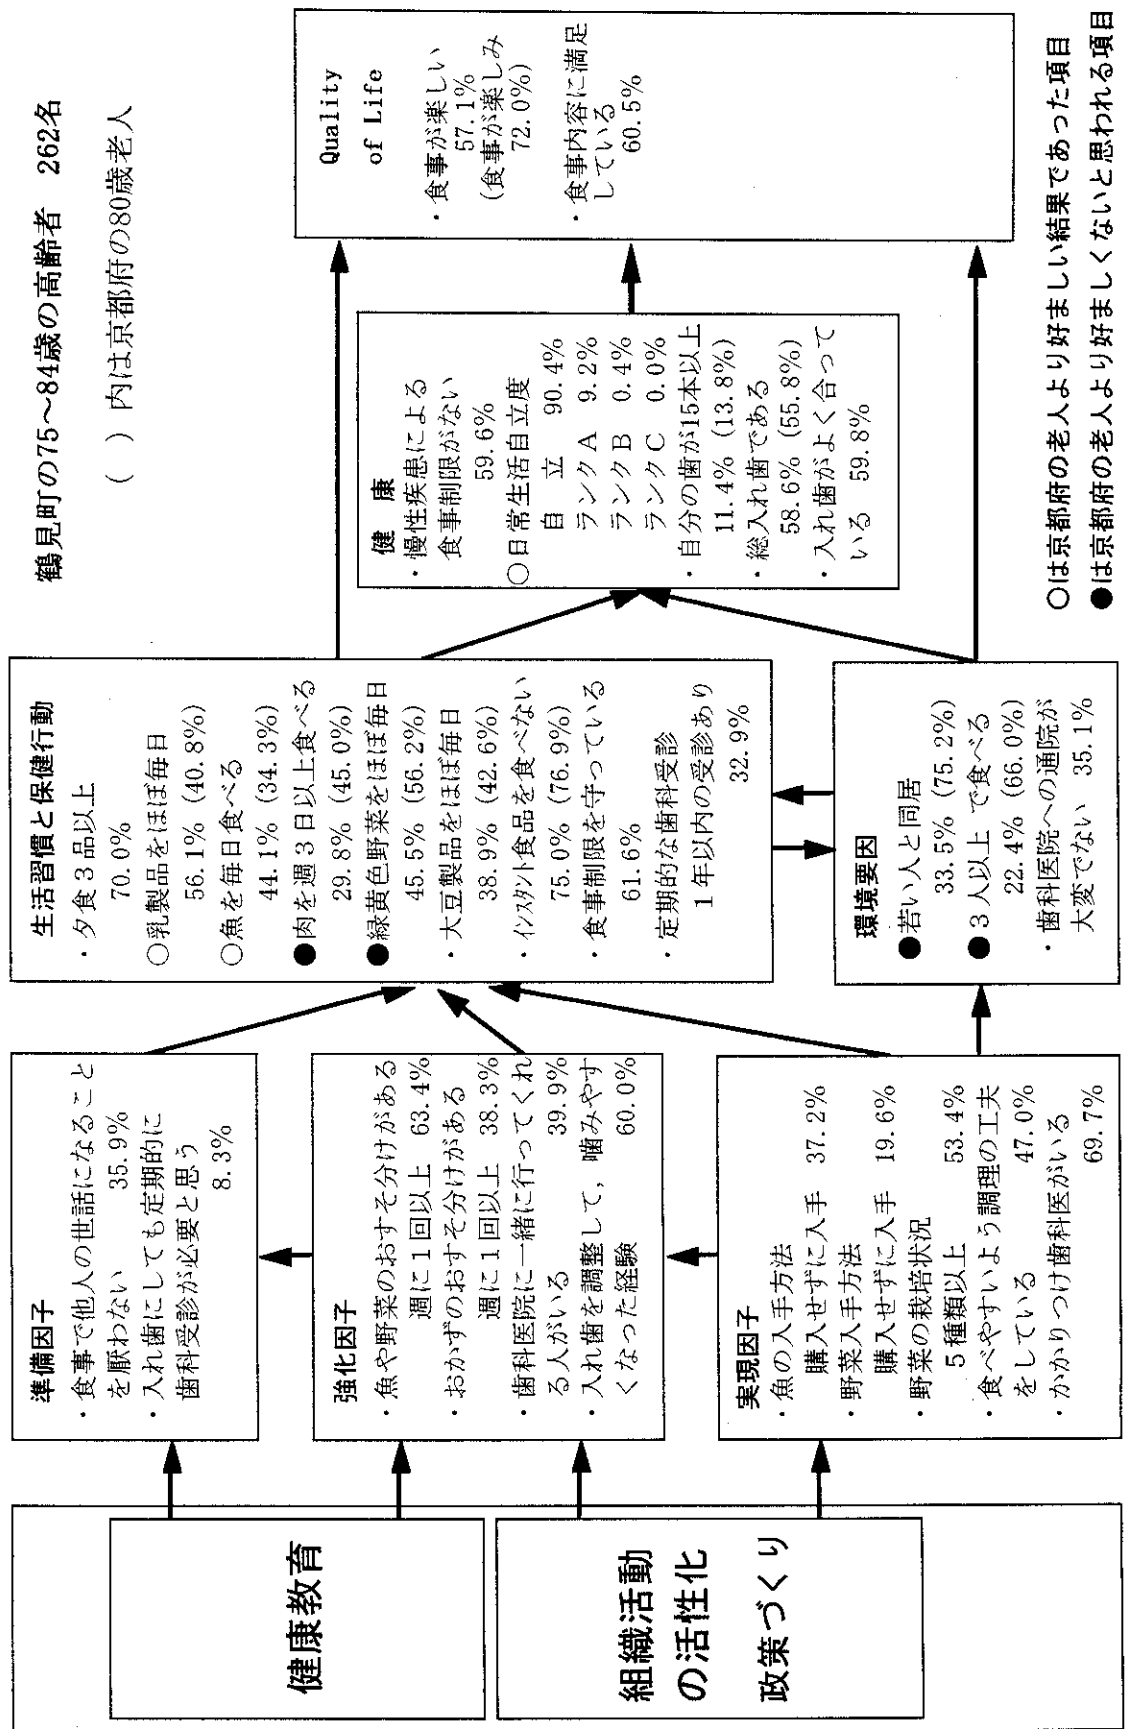 鶴見町の75〜84歳の高齢者　262名
(　) 内は京都府の80歳老人
健康教育
組織活動
の活性化
政策づくり
準備因子
・食事で他人の世話になること
を厭わない　35.9%
・入れ歯にしても定期的に
歯科受診が必要と思う
8.3%
強化因子
・魚や野菜のおすそ分けがある
週に1回以上　63.4%
・おかずのおすそ分けがある
週に1回以上　38.3%
・歯科医院に一緒に行ってくれ
る人がいる　39.9%
・入れ歯を調整して，噛みやす
くなった経験　60.0%
実現因子
・魚の入手方法
購入せずに入手　37.2%
・野菜入手方法
購入せずに入手　19.6%
・野菜の栽培状況
5種類以上　53.4%
・食べやすいよう調理の工夫
をしている　47.0%
・かかりつけ歯科医がいる
69.7%
生活習慣と保健行動
・夕食3品以上
70.0%
○乳製品をほぼ毎日
56.1% (40.8%)
○魚を毎日食べる
44.1% (34.3%)
●肉を週3日以上食べる
29.8% (45.0%)
●緑黄色野菜をほぼ毎日
45.5% (56.2%)
・大豆製品をほぼ毎日
38.9% (42.6%)
・インスタント食品を食べない
75.0% (76.9%)
・食事制限を守っている
61.6%
・定期的な歯科受診
1年以内の受診あり
32.9%
環境要因
●若い人と同居
33.5% (75.2%)
●3人以上で食べる
22.4% (66.0%)
・歯科医院への通院が
大変でない　35.1%
健　康
・慢性疾患による
食事制限がない
59.6%
○日常生活自立度
自　立　90.4%
ランクA　9.2%
ランクB　0.4%
ランクC　0.0%
・自分の歯が15本以上
11.4% (13.8%)
・総入れ歯である
58.6% (55.8%)
・入れ歯がよく合って
いる　59.8%
Quality
of Life
・食事が楽しい
57.1%
(食事が楽しみ
72.0%)
・食事内容に満足
している
60.5%
○は京都府の老人より好ましい結果であった項目
●は京都府の老人より好ましくないと思われる項目